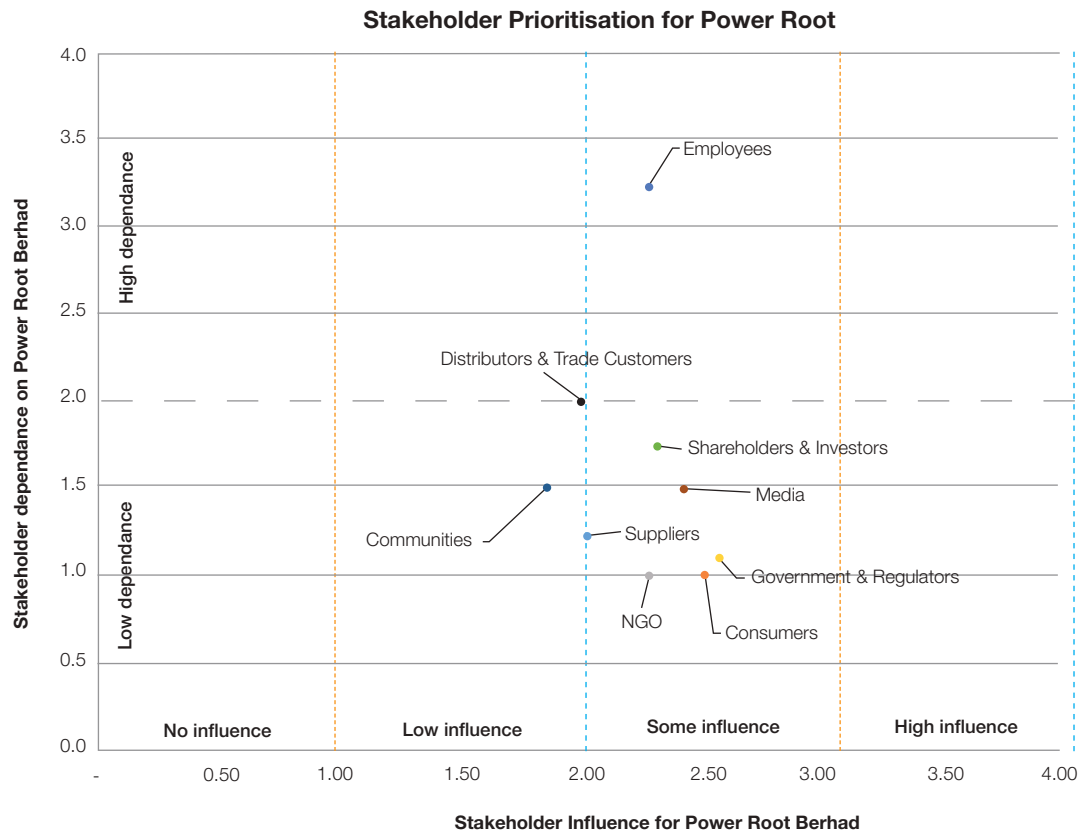 Stakeholder Prioritisation for Power Root
Stakeholder dependance on Power Root Berhad
4.0
3.5
3.0
2.5
2.0
1.5
1.0
0.5
0.0
High dependance
Low dependance
Employees
Distributors & Trade Customers
Shareholders & Investors
Media
Communities
Suppliers
Government & Regulators
NGO
Consumers
No influence
Low influence
Some influence
High influence
-
0.50
1.00
1.50
2.00
2.50
3.00
3.50
4.00
Stakeholder Influence for Power Root Berhad